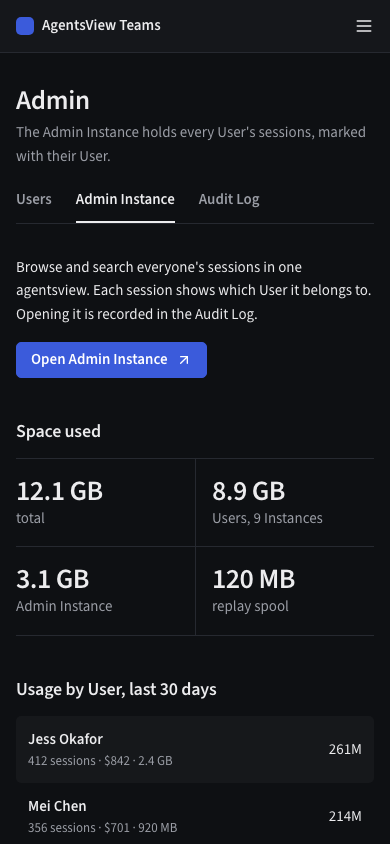 AgentsView Teams
Admin
The Admin Instance holds every User's sessions, marked
with their User.
Users Admin Instance Audit Log
Browse and search everyone's sessions in one
agentsview. Each session shows which User it belongs to.
Opening it is recorded in the Audit Log.
Open Admin Instance
Space used
12.1 GB 8.9 GB
total Users, 9 Instances
3.1 GB 120 MB
Admin Instance replay spool
Usage by User, last 30 days
Jess Okafor
412 sessions · $842 · 2.4 GB
261M
Mei Chen
356 sessions · $701 · 920 MB
214M